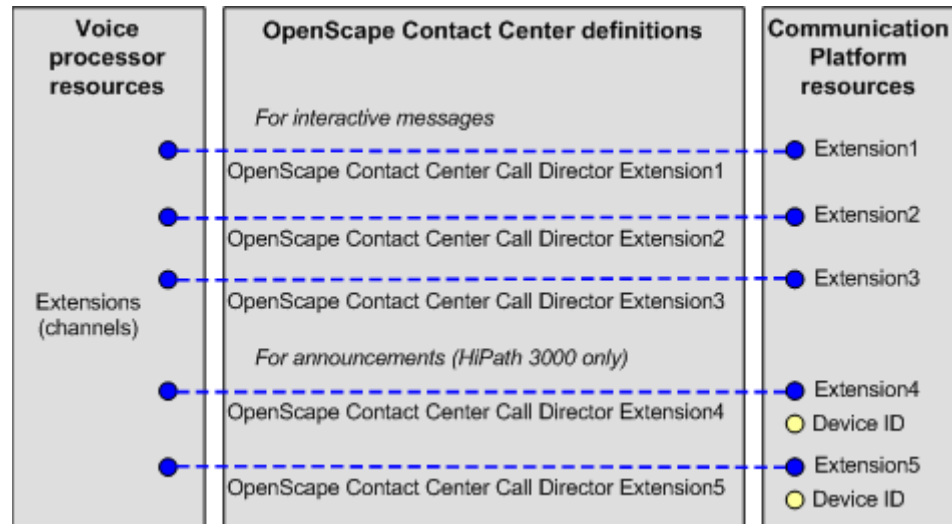 Voice
processor
resources
OpenScape Contact Center definitions
Communication
Platform
resources
For interactive messages
Extension1
OpenScape Contact Center Call Director Extension1
Extension2
OpenScape Contact Center Call Director Extension2
Extension3
Extensions
(channels)
OpenScape Contact Center Call Director Extension3
For announcements (HiPath 3000 only)
Extension4
OpenScape Contact Center Call Director Extension4
Device ID
Extension5
OpenScape Contact Center Call Director Extension5
Device ID